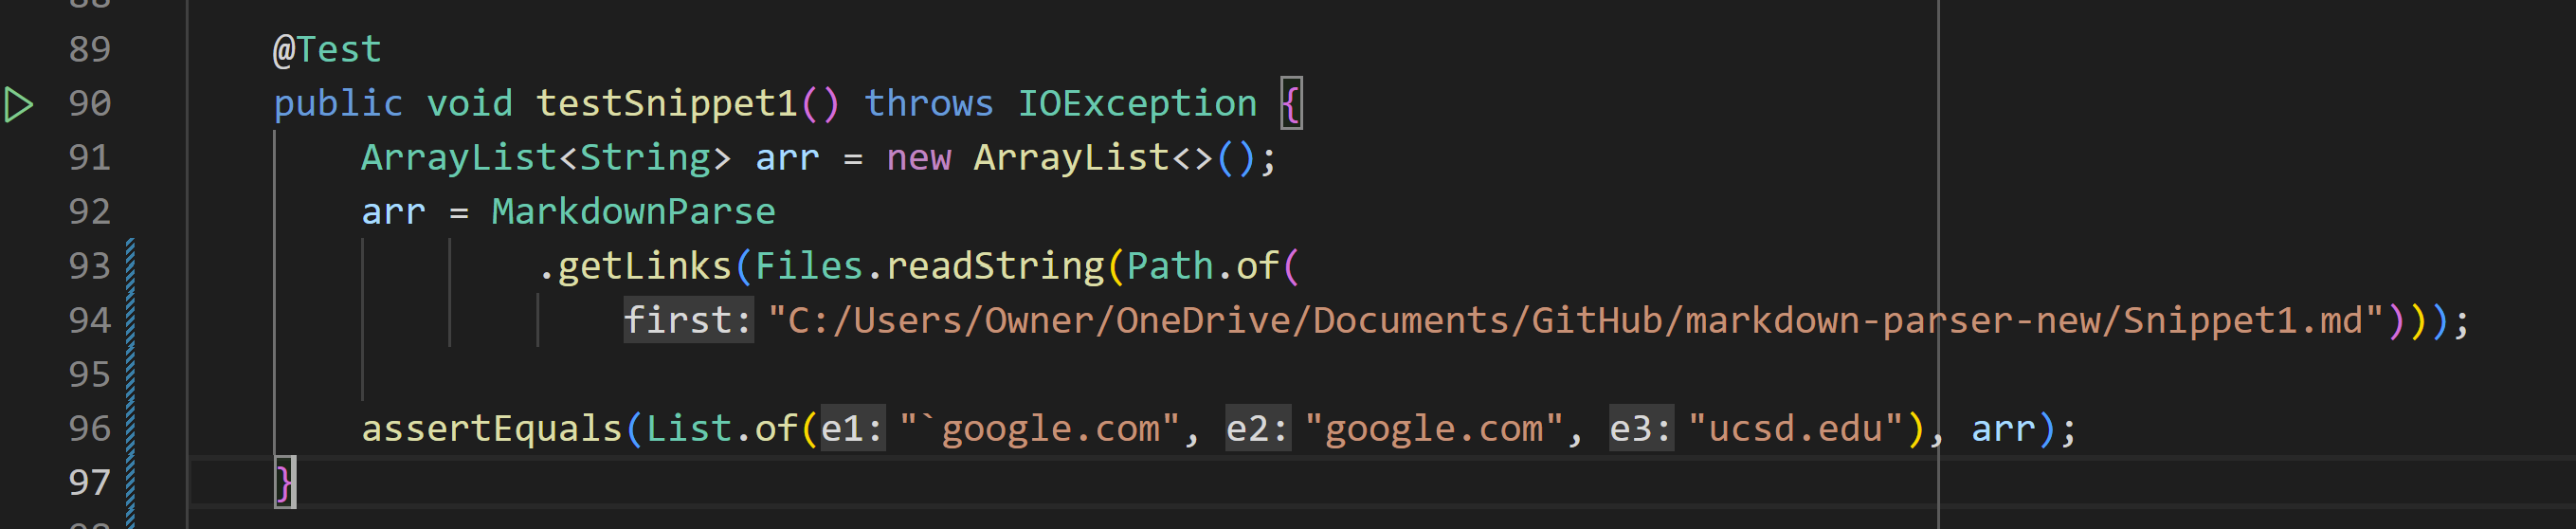 89 @Test
90 public void testSnippet1() throws IOException {
91 ArrayList<String> arr = new ArrayList<>();
92 arr = MarkdownParse
93 .getLinks(Files.readString(Path.of(
94 first: "C:/Users/Owner/OneDrive/Documents/GitHub/markdown-parser-new/Snippet1.md")));
95
96 assertEquals(List.of(e1: "`google.com", e2: "google.com", e3: "ucsd.edu"), arr);
97 }